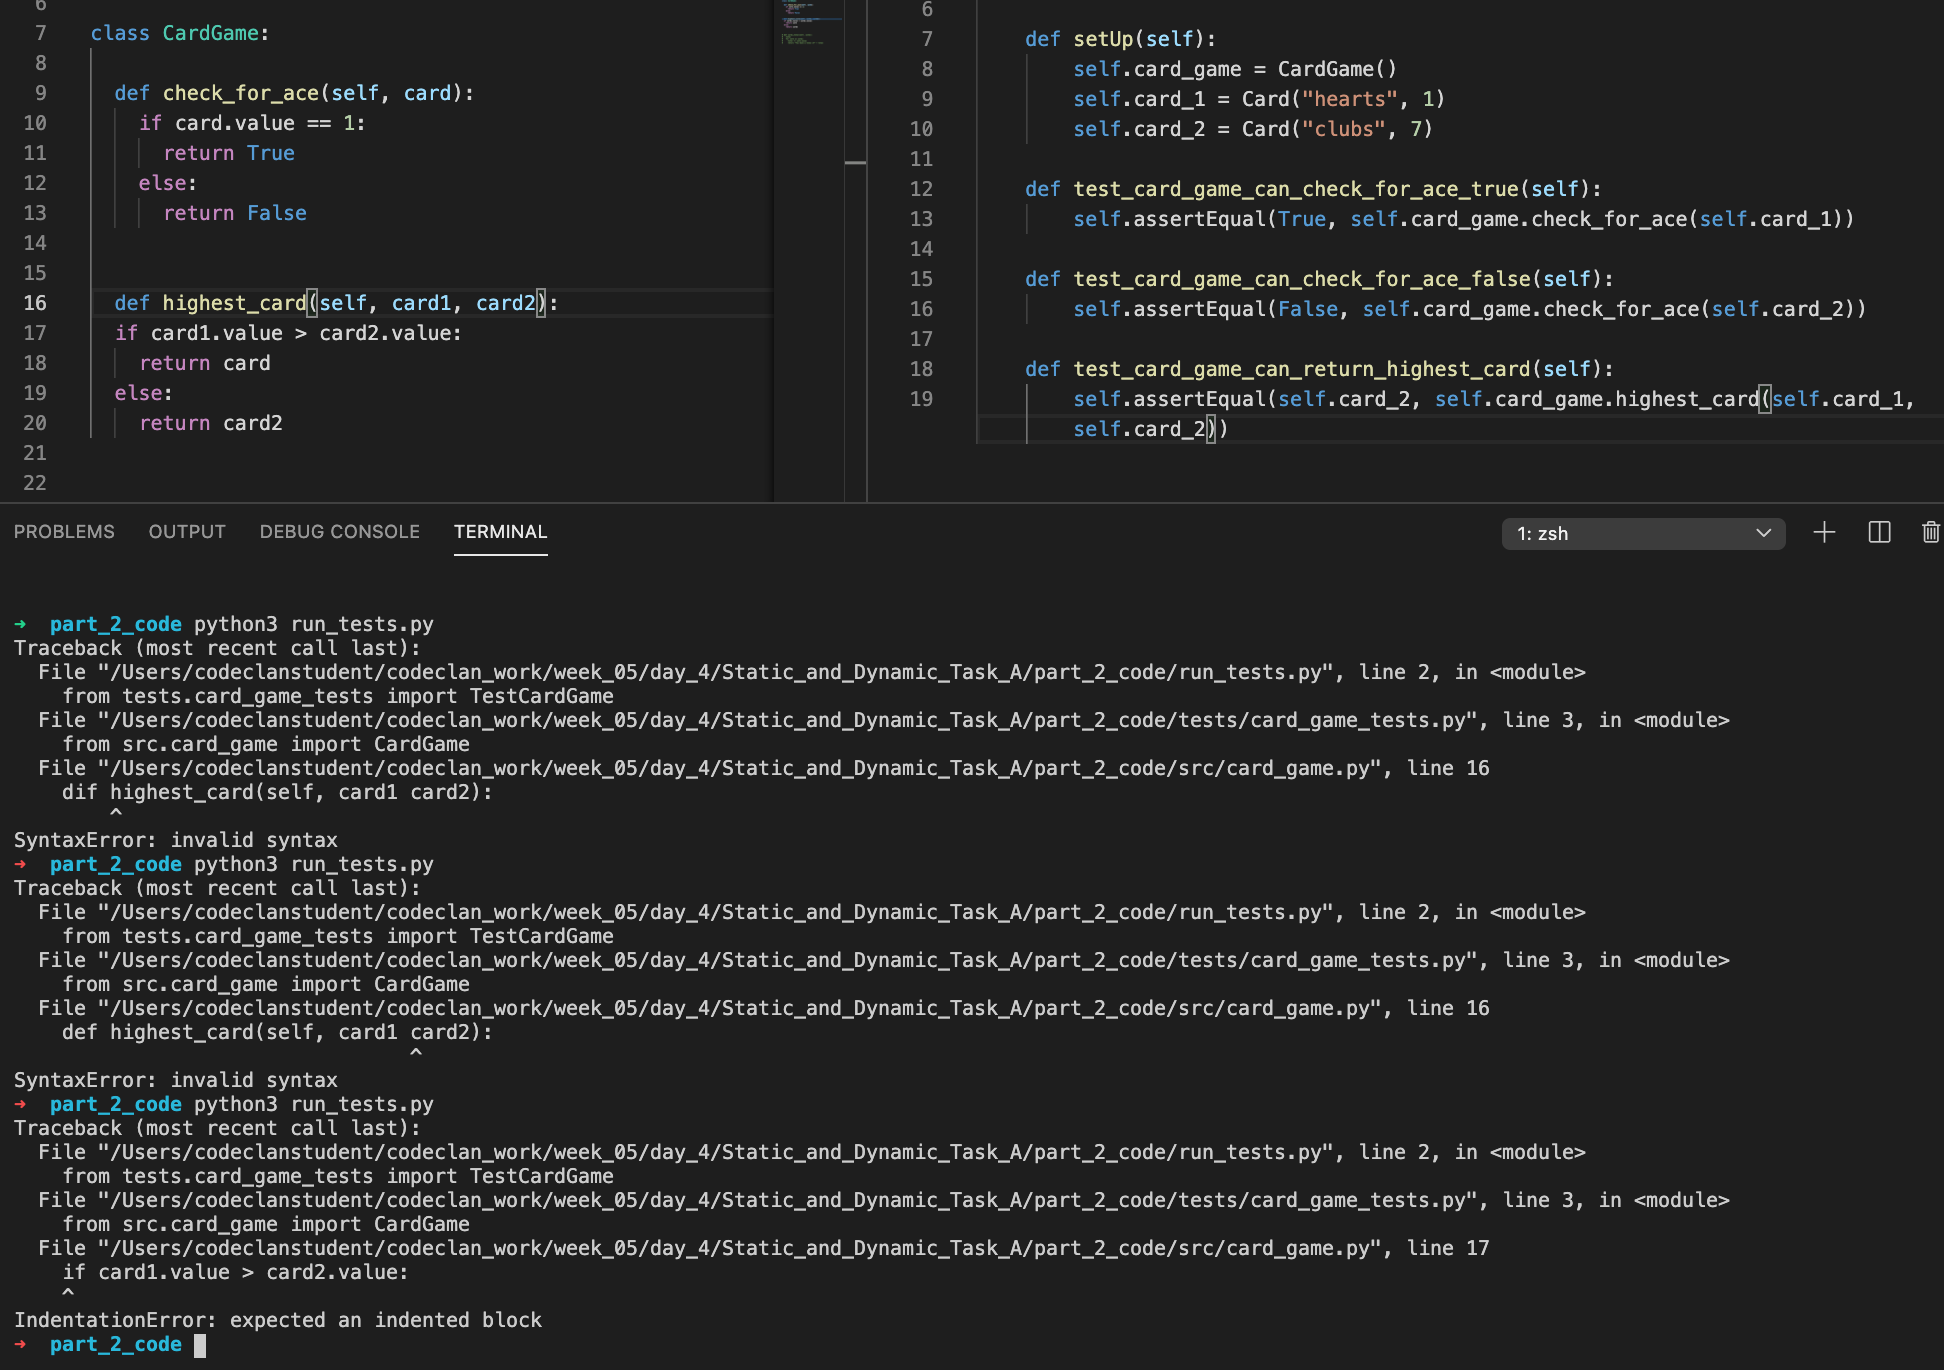 6
7 class CardGame:
8
9 def check_for_ace(self, card):
10 if card.value == 1:
11 return True
12 else:
13 return False
14
15
16 def highest_card(self, card1, card2):
17 if card1.value > card2.value:
18 return card
19 else:
20 return card2
21
22
6
7 def setUp(self):
8 self.card_game = CardGame()
9 self.card_1 = Card("hearts", 1)
10 self.card_2 = Card("clubs", 7)
11
12 def test_card_game_can_check_for_ace_true(self):
13 self.assertEqual(True, self.card_game.check_for_ace(self.card_1))
14
15 def test_card_game_can_check_for_ace_false(self):
16 self.assertEqual(False, self.card_game.check_for_ace(self.card_2))
17
18 def test_card_game_can_return_highest_card(self):
19 self.assertEqual(self.card_2, self.card_game.highest_card(self.card_1,
self.card_2))
PROBLEMS OUTPUT DEBUG CONSOLE TERMINAL 1: zsh
➜ part_2_code python3 run_tests.py
Traceback (most recent call last):
File "/Users/codeclanstudent/codeclan_work/week_05/day_4/Static_and_Dynamic_Task_A/part_2_code/run_tests.py", line 2, in <module>
from tests.card_game_tests import TestCardGame
File "/Users/codeclanstudent/codeclan_work/week_05/day_4/Static_and_Dynamic_Task_A/part_2_code/tests/card_game_tests.py", line 3, in <module>
from src.card_game import CardGame
File "/Users/codeclanstudent/codeclan_work/week_05/day_4/Static_and_Dynamic_Task_A/part_2_code/src/card_game.py", line 16
dif highest_card(self, card1 card2):
^
SyntaxError: invalid syntax
➜ part_2_code python3 run_tests.py
Traceback (most recent call last):
File "/Users/codeclanstudent/codeclan_work/week_05/day_4/Static_and_Dynamic_Task_A/part_2_code/run_tests.py", line 2, in <module>
from tests.card_game_tests import TestCardGame
File "/Users/codeclanstudent/codeclan_work/week_05/day_4/Static_and_Dynamic_Task_A/part_2_code/tests/card_game_tests.py", line 3, in <module>
from src.card_game import CardGame
File "/Users/codeclanstudent/codeclan_work/week_05/day_4/Static_and_Dynamic_Task_A/part_2_code/src/card_game.py", line 16
def highest_card(self, card1 card2):
^
SyntaxError: invalid syntax
➜ part_2_code python3 run_tests.py
Traceback (most recent call last):
File "/Users/codeclanstudent/codeclan_work/week_05/day_4/Static_and_Dynamic_Task_A/part_2_code/run_tests.py", line 2, in <module>
from tests.card_game_tests import TestCardGame
File "/Users/codeclanstudent/codeclan_work/week_05/day_4/Static_and_Dynamic_Task_A/part_2_code/tests/card_game_tests.py", line 3, in <module>
from src.card_game import CardGame
File "/Users/codeclanstudent/codeclan_work/week_05/day_4/Static_and_Dynamic_Task_A/part_2_code/src/card_game.py", line 17
if card1.value > card2.value:
^
IndentationError: expected an indented block
➜ part_2_code